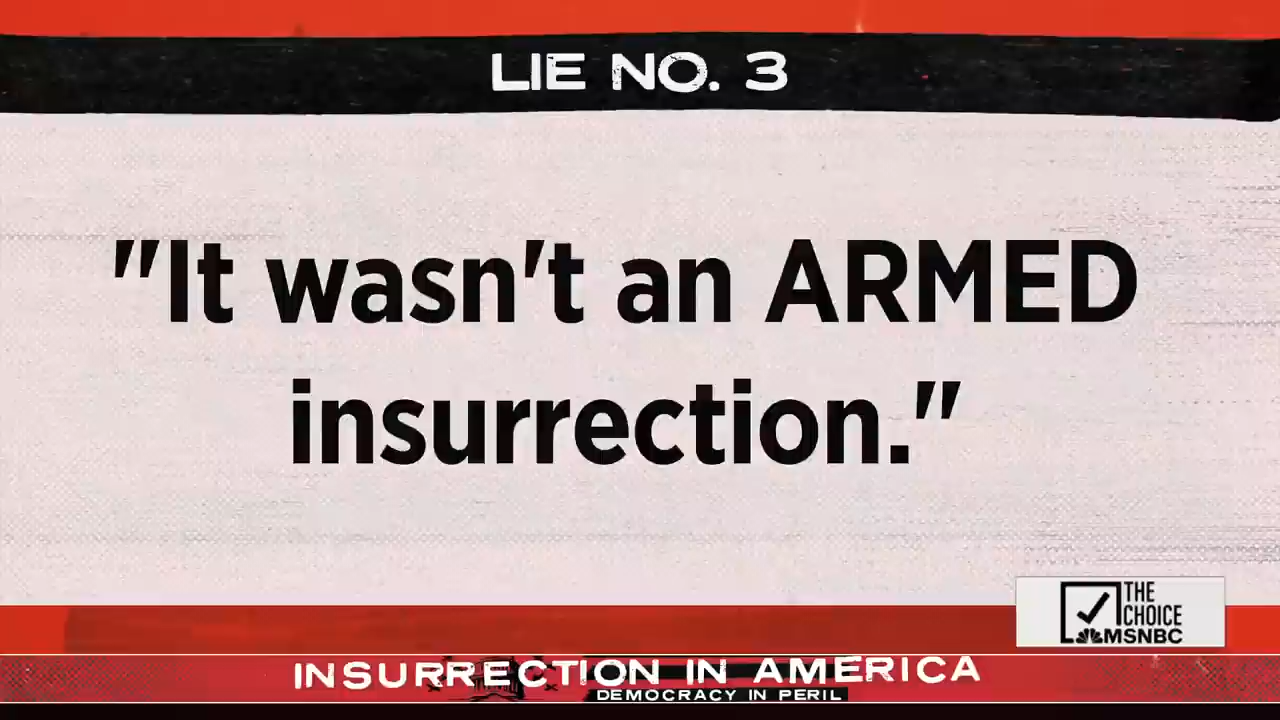 LIE NO. 3
"It wasn't an ARMED
insurrection."
THE
CHOICE
MSNBC
INSURRECTION IN AMERICA
DEMOCRACY IN PERIL